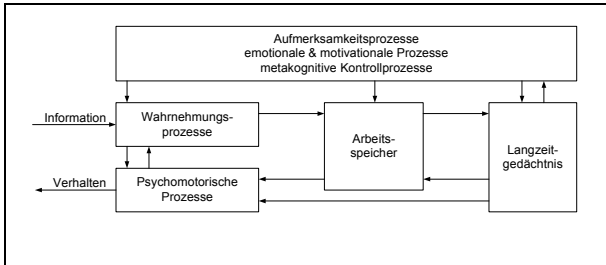 Aufmerksamkeitsprozesse
emotionale & motivationale Prozesse
metakognitive Kontrollprozesse
Information
Wahrnehmungs-
prozesse
Arbeits-
speicher
Langzeit-
gedächtnis
Verhalten
Psychomotorische
Prozesse